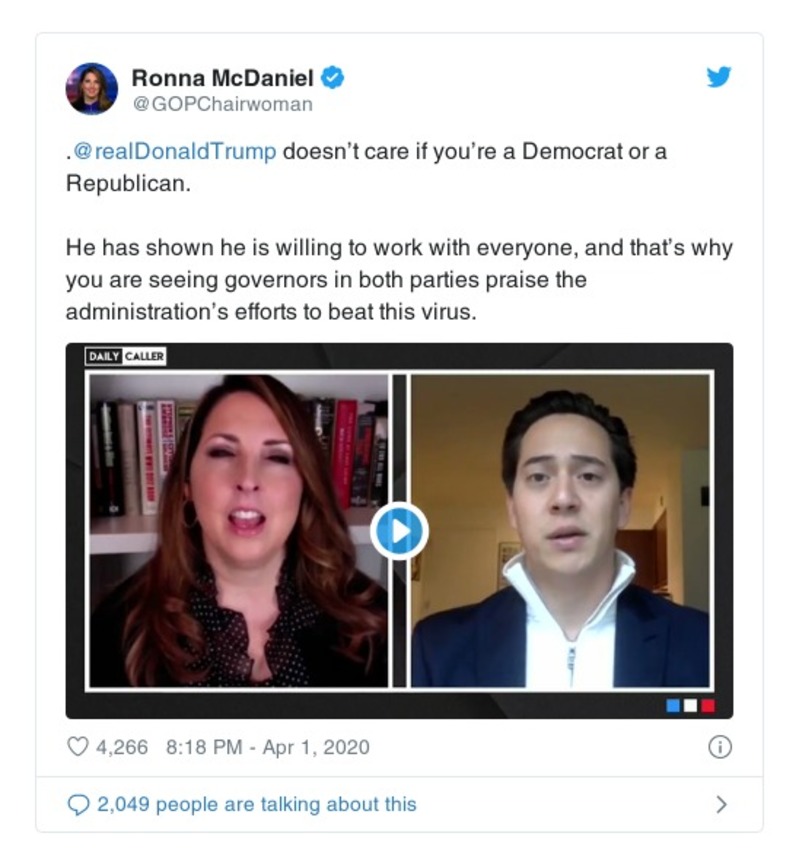 Ronna McDaniel
@GOPChairwoman
.@realDonaldTrump doesn’t care if you’re a Democrat or a
Republican.
He has shown he is willing to work with everyone, and that’s why
you are seeing governors in both parties praise the
administration’s efforts to beat this virus.
DAILY CALLER
4,266 8:18 PM - Apr 1, 2020
2,049 people are talking about this